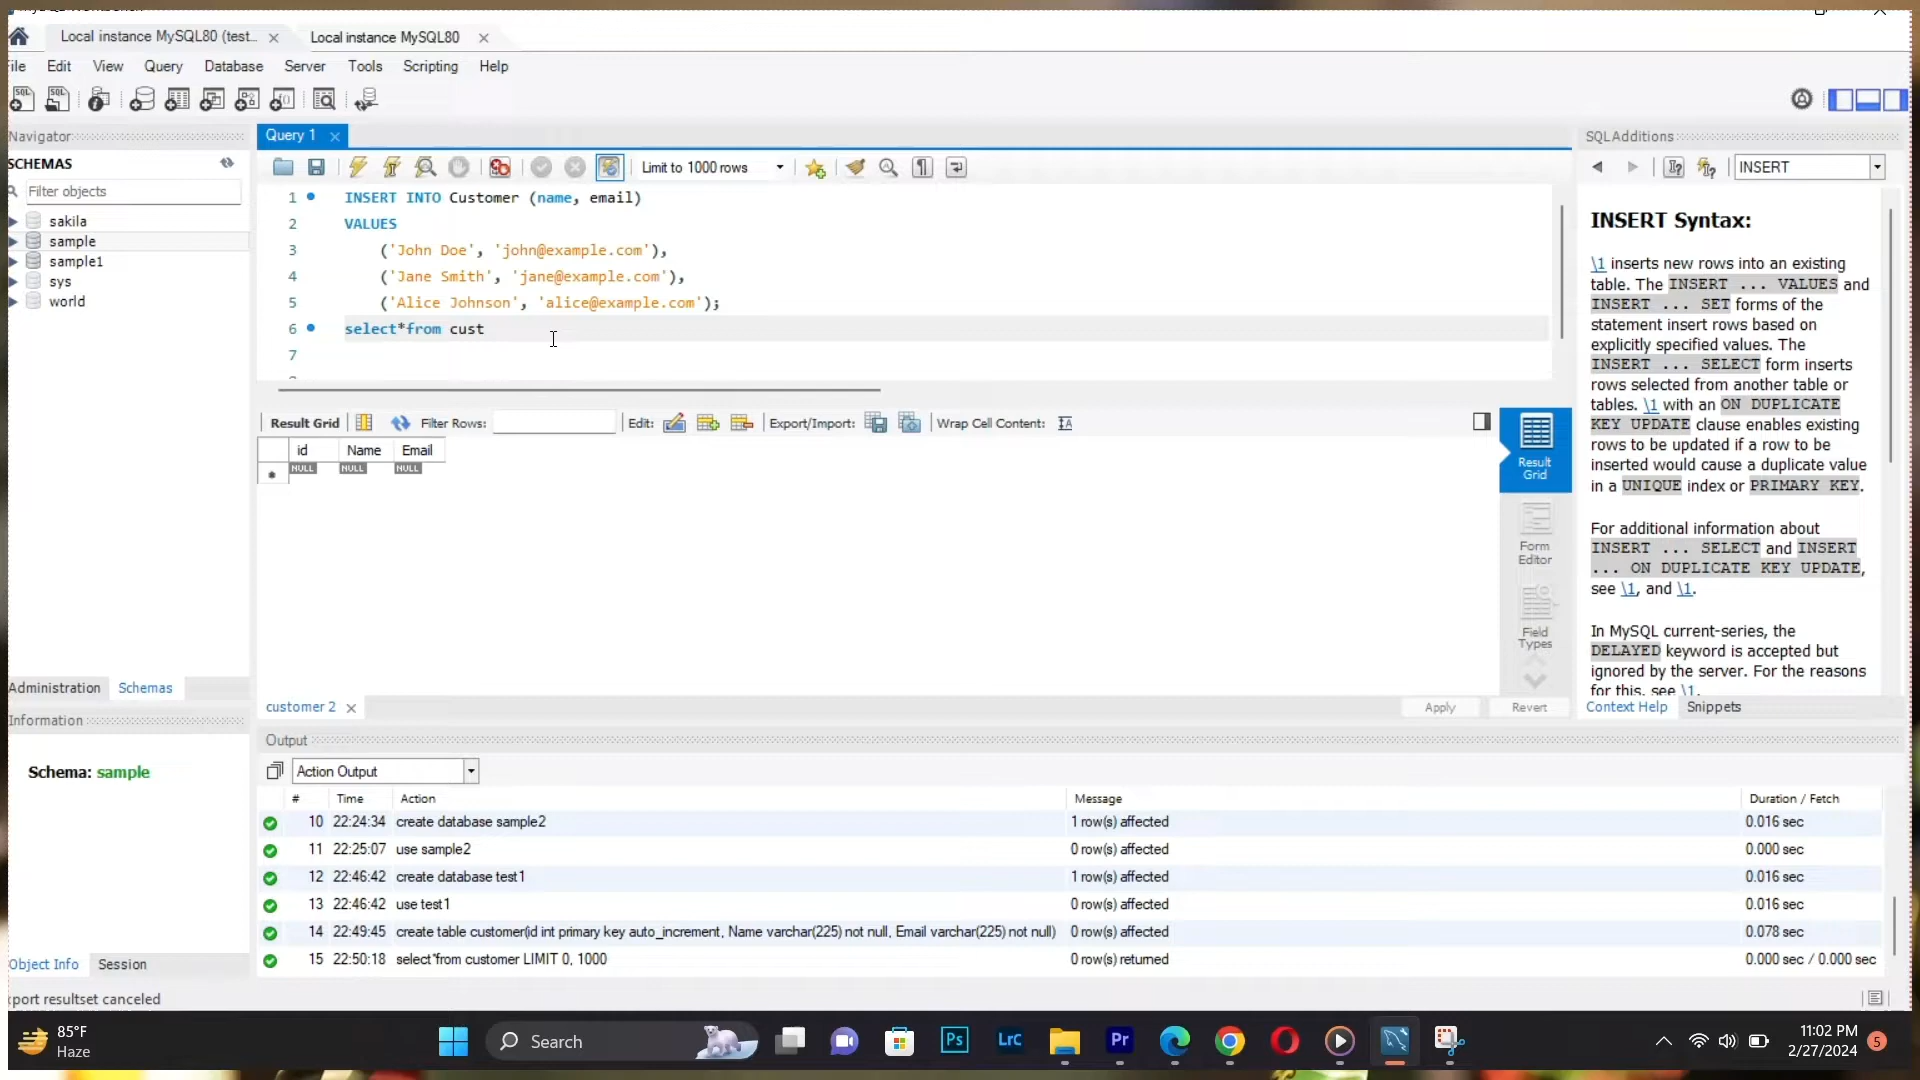 Local instance MySQL80 (test...
Local instance MySQL80
ile Edit View Query Database Server Tools Scripting Help
Navigator
SCHEMAS
Filter objects
sakila
sample
sample1
sys
world
Administration Schemas
Information
Schema: sample
Object Info Session
port resultset canceled
Query 1
Limit to 1000 rows
1 INSERT INTO Customer (name, email)
2 VALUES
3 ('John Doe', 'john@example.com'),
4 ('Jane Smith', 'jane@example.com'),
5 ('Alice Johnson', 'alice@example.com');
6 select*from cust
7
Result Grid Filter Rows: Edit: Export/Import: Wrap Cell Content:
id Name Email
NULL NULL NULL
Result
Grid
Form
Editor
Field
Types
customer 2
Apply Revert
SQLAdditions
INSERT
INSERT Syntax:
\1 inserts new rows into an existing
table. The INSERT ... VALUES and
INSERT ... SET forms of the
statement insert rows based on
explicitly specified values. The
INSERT ... SELECT form inserts
rows selected from another table or
tables. \1 with an ON DUPLICATE
KEY UPDATE clause enables existing
rows to be updated if a row to be
inserted would cause a duplicate value
in a UNIQUE index or PRIMARY KEY.
For additional information about
INSERT ... SELECT and INSERT
... ON DUPLICATE KEY UPDATE,
see \1, and \1.
In MySQL current-series, the
DELAYED keyword is accepted but
ignored by the server. For the reasons
for this, see \1.
Context Help Snippets
Output
Action Output
# Time Action Message Duration / Fetch
10 22:24:34 create database sample2 1 row(s) affected 0.016 sec
11 22:25:07 use sample2 0 row(s) affected 0.000 sec
12 22:46:42 create database test1 1 row(s) affected 0.016 sec
13 22:46:42 use test1 0 row(s) affected 0.016 sec
14 22:49:45 create table customer(id int primary key auto_increment, Name varchar(225) not null, Email varchar(225) not null) 0 row(s) affected 0.078 sec
15 22:50:18 select*from customer LIMIT 0, 1000 0 row(s) returned 0.000 sec / 0.000 sec
85°F
Haze
Search
Ps
LrC
Pr
11:02 PM
2/27/2024
5